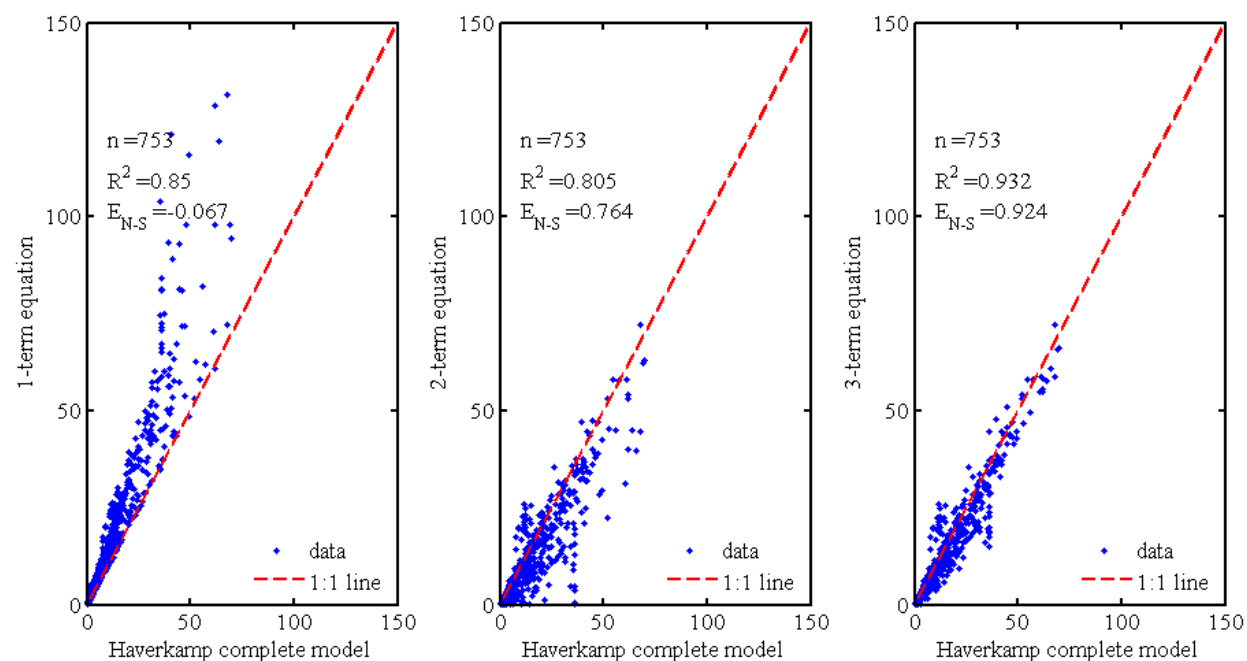 150
100
50
0
0
50
100
150
1-term equation
Haverkamp complete model
n =753
R² =0.85
E_N-S =-0.067
data
1:1 line
150
100
50
0
0
50
100
150
2-term equation
Haverkamp complete model
n =753
R² =0.805
E_N-S =0.764
data
1:1 line
150
100
50
0
0
50
100
150
3-term equation
Haverkamp complete model
n =753
R² =0.932
E_N-S =0.924
data
1:1 line